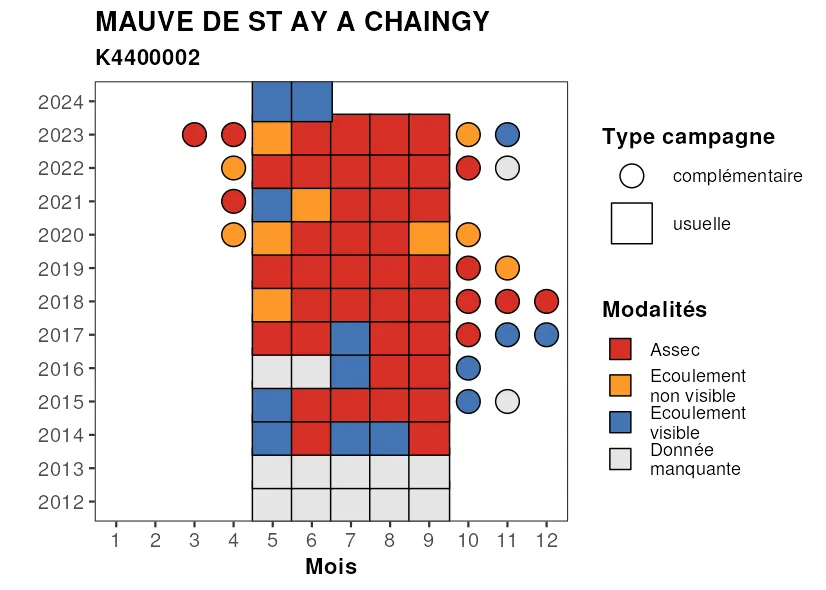 MAUVE DE ST AY A CHAINGY
K4400002
2024
2023
2022
2021
2020
2019
2018
2017
2016
2015
2014
2013
2012
1 2 3 4 5 6 7 8 9 10 11 12
Mois
Type campagne
complémentaire
usuelle
Modalités
Assec
Ecoulement
non visible
Ecoulement
visible
Donnée
manquante